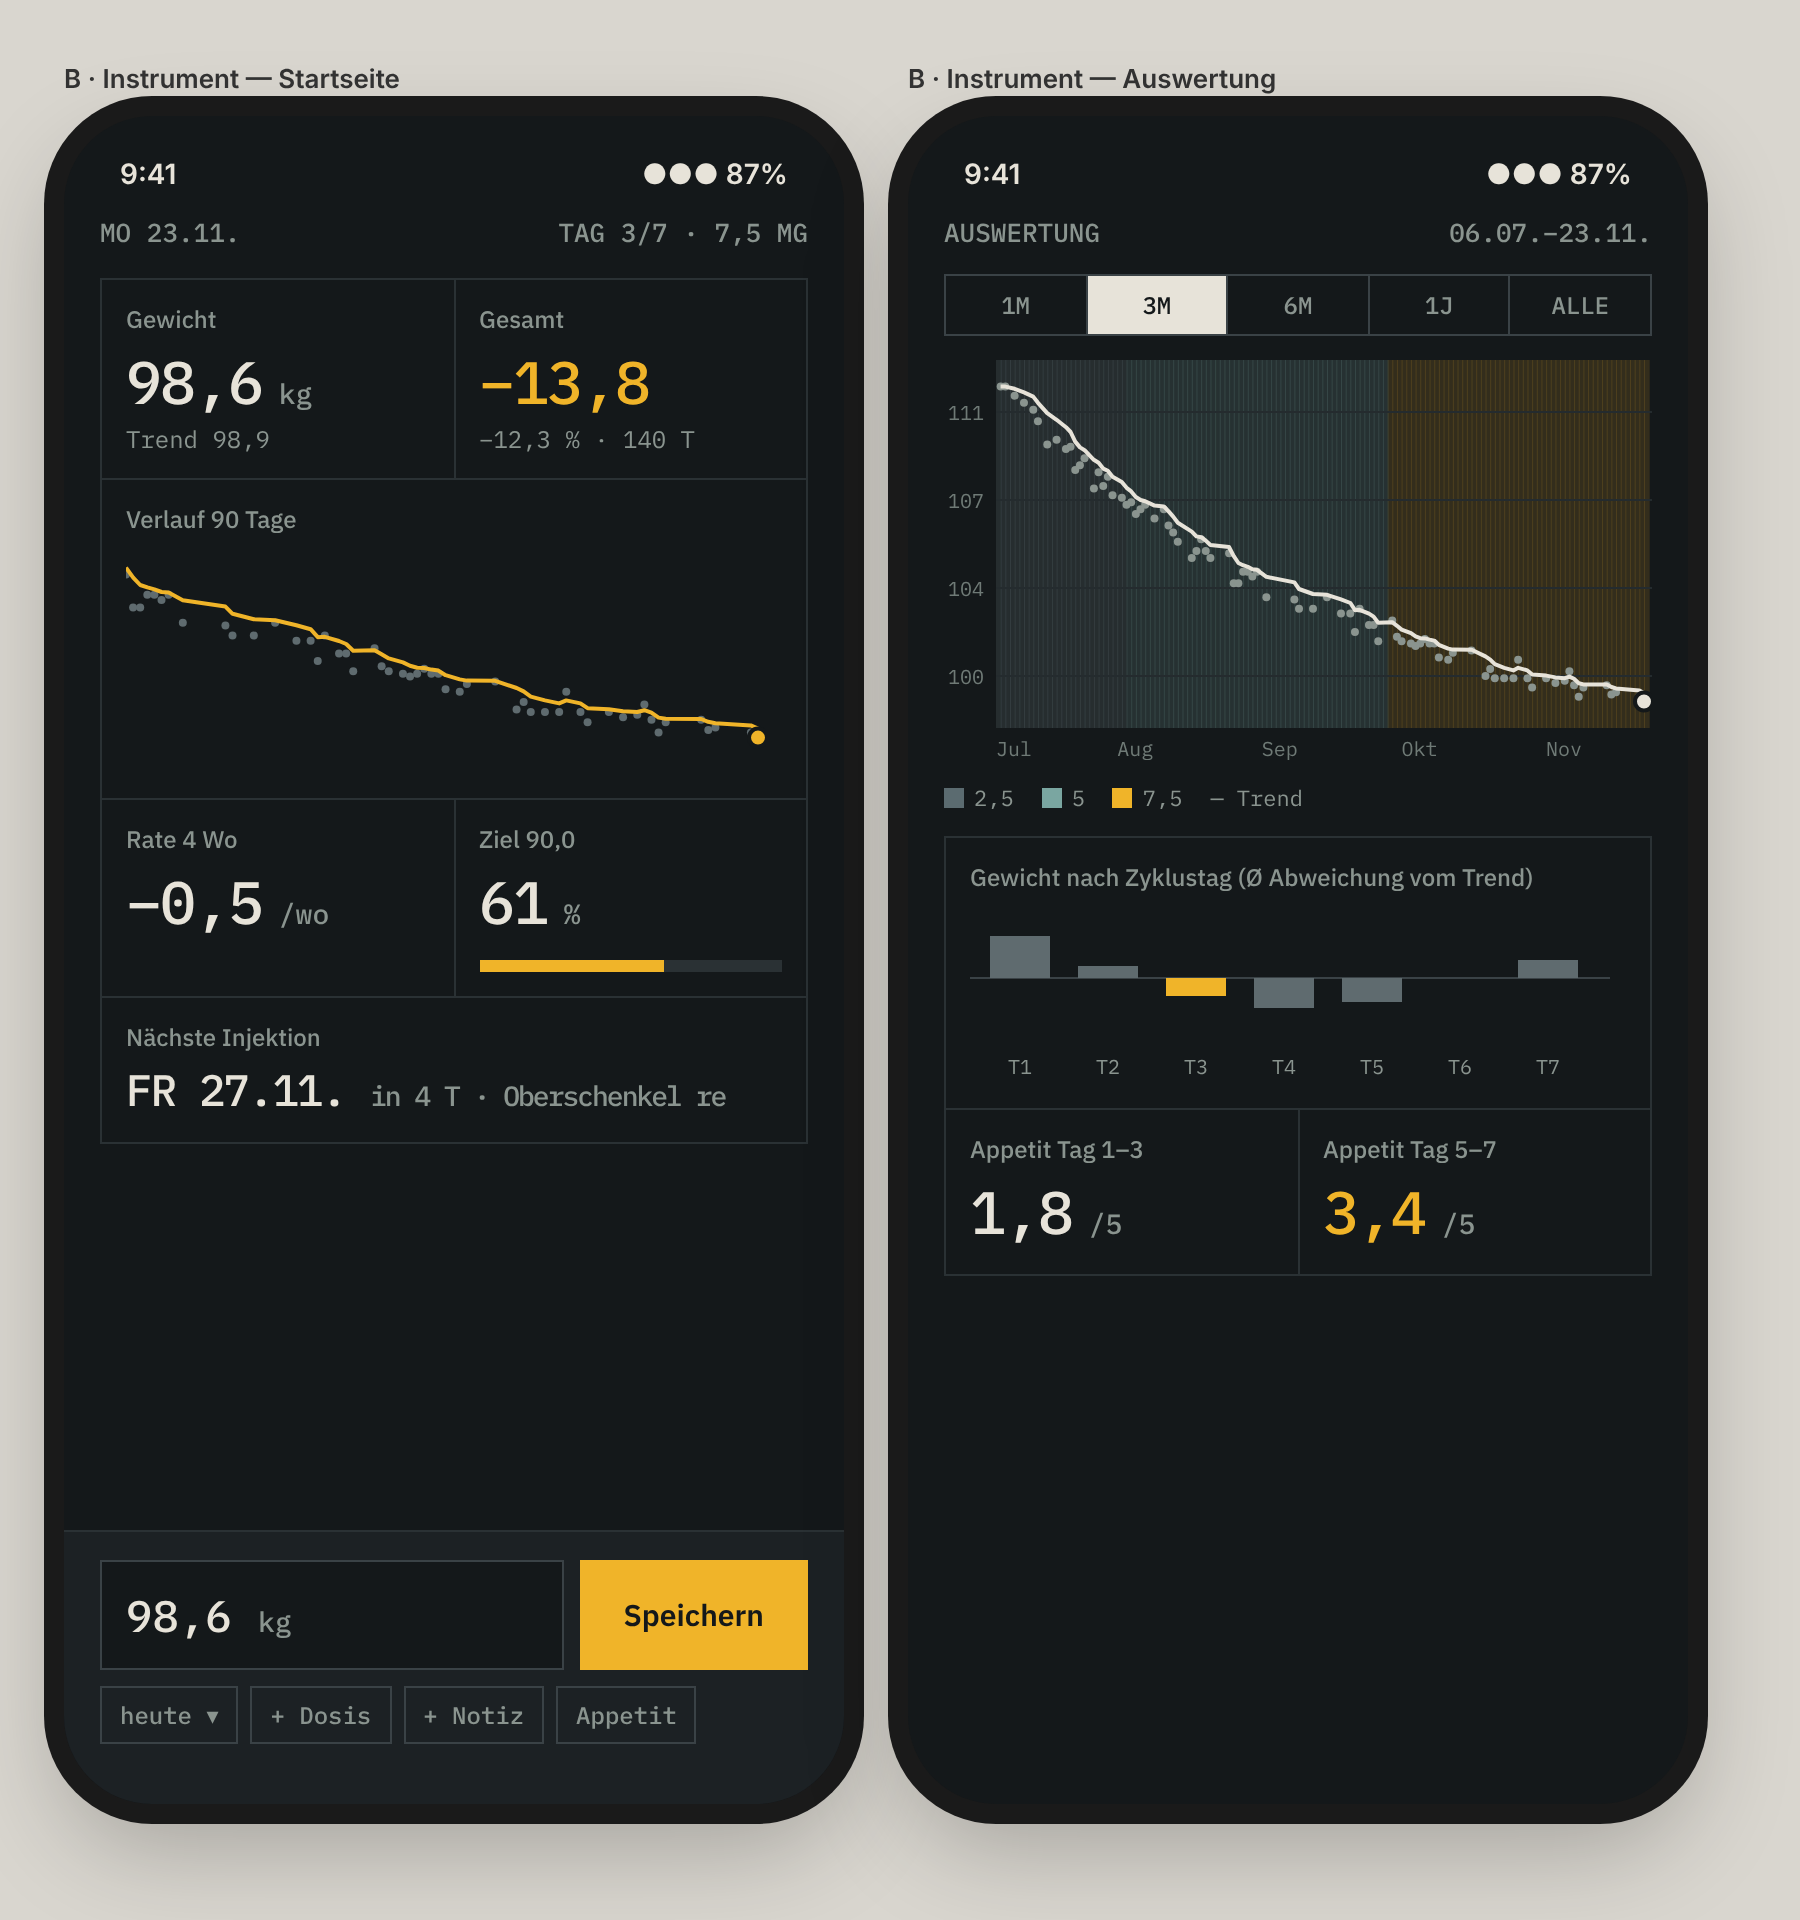 B · Instrument — Startseite
9:41
87%
MO 23.11.
TAG 3/7 · 7,5 MG
Gewicht
98,6 kg
Trend 98,9
Gesamt
−13,8
−12,3 % · 140 T
Verlauf 90 Tage
Rate 4 Wo
−0,5 /wo
Ziel 90,0
61 %
Nächste Injektion
FR 27.11. in 4 T · Oberschenkel re
98,6 kg
Speichern
heute ▾
+ Dosis
+ Notiz
Appetit
B · Instrument — Auswertung
9:41
87%
AUSWERTUNG
06.07.–23.11.
1M
3M
6M
1J
ALLE
111
107
104
100
Jul
Aug
Sep
Okt
Nov
2,5
5
7,5
— Trend
Gewicht nach Zyklustag (Ø Abweichung vom Trend)
T1
T2
T3
T4
T5
T6
T7
Appetit Tag 1–3
1,8 /5
Appetit Tag 5–7
3,4 /5